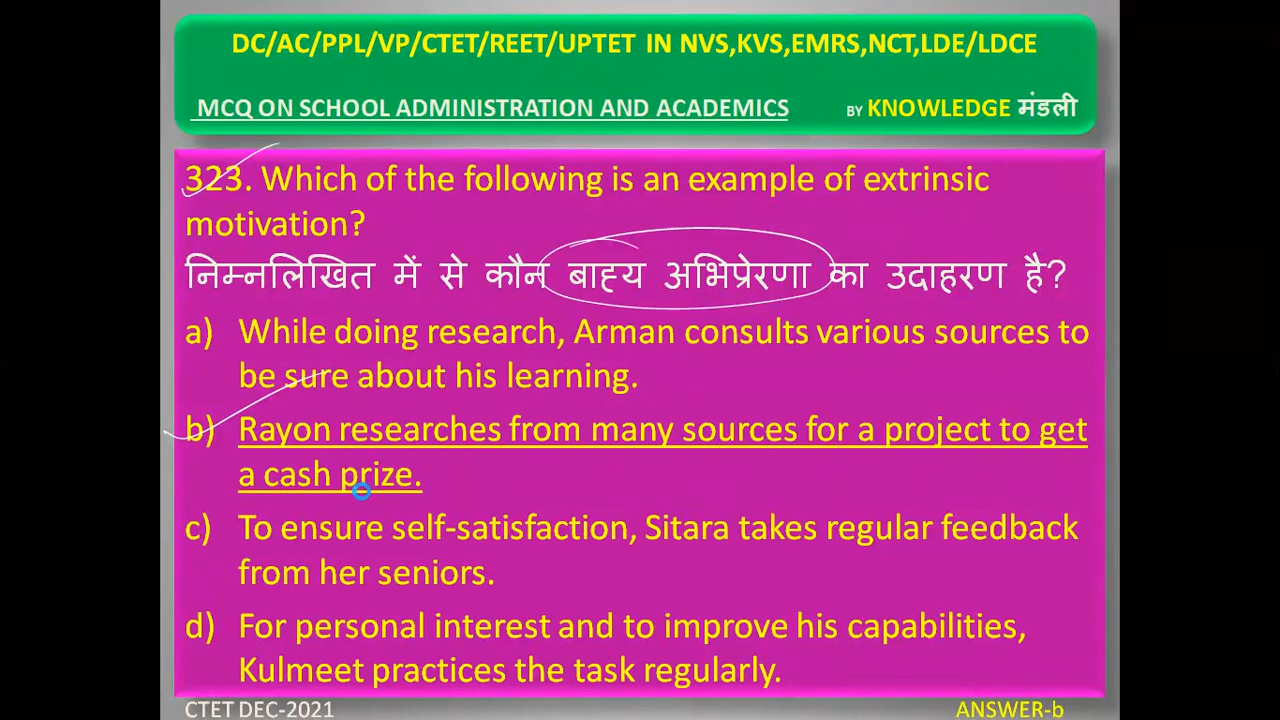 DC/AC/PPL/VP/CTET/REET/UPTET IN NVS,KVS,EMRS,NCT,LDE/LDCE
MCQ ON SCHOOL ADMINISTRATION AND ACADEMICS BY KNOWLEDGE मंडली
323. Which of the following is an example of extrinsic
motivation?
निम्नलिखित में से कौन बाह्य अभिप्रेरणा का उदाहरण है?
a) While doing research, Arman consults various sources to
be sure about his learning.
b) Rayon researches from many sources for a project to get
a cash prize.
c) To ensure self-satisfaction, Sitara takes regular feedback
from her seniors.
d) For personal interest and to improve his capabilities,
Kulmeet practices the task regularly.
CTET DEC-2021 ANSWER-b